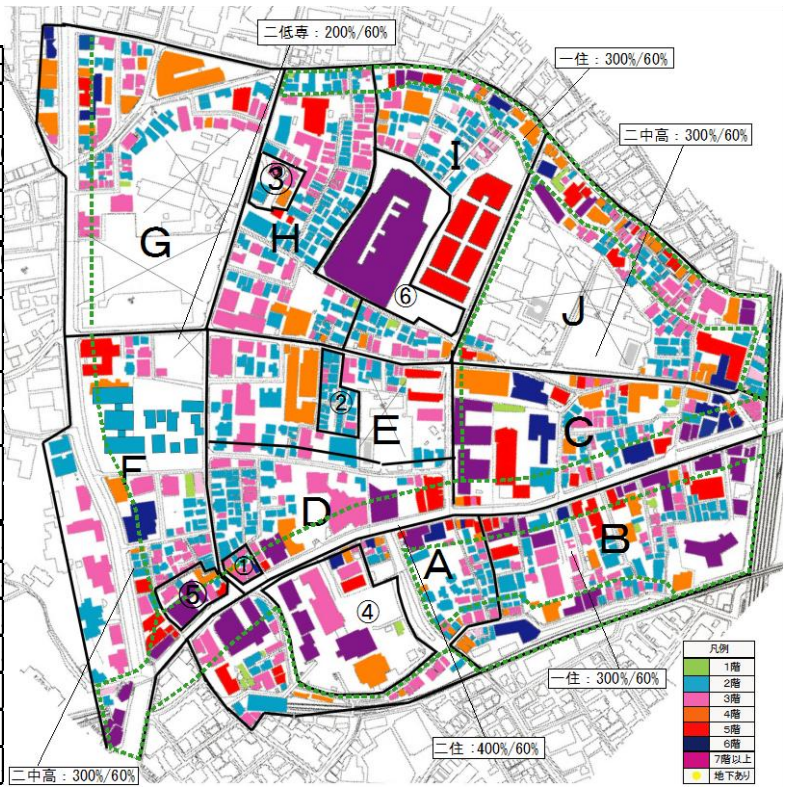 二低専：200%/60%
一住：300%/60%
二中高：300%/60%
I
③
H
G
⑥
J
②
E
C
F
D
A
B
①
⑤
④
凡例
1階
2階
3階
4階
5階
6階
7階以上
地下あり
一住：300%/60%
二住：400%/60%
二中高：300%/60%